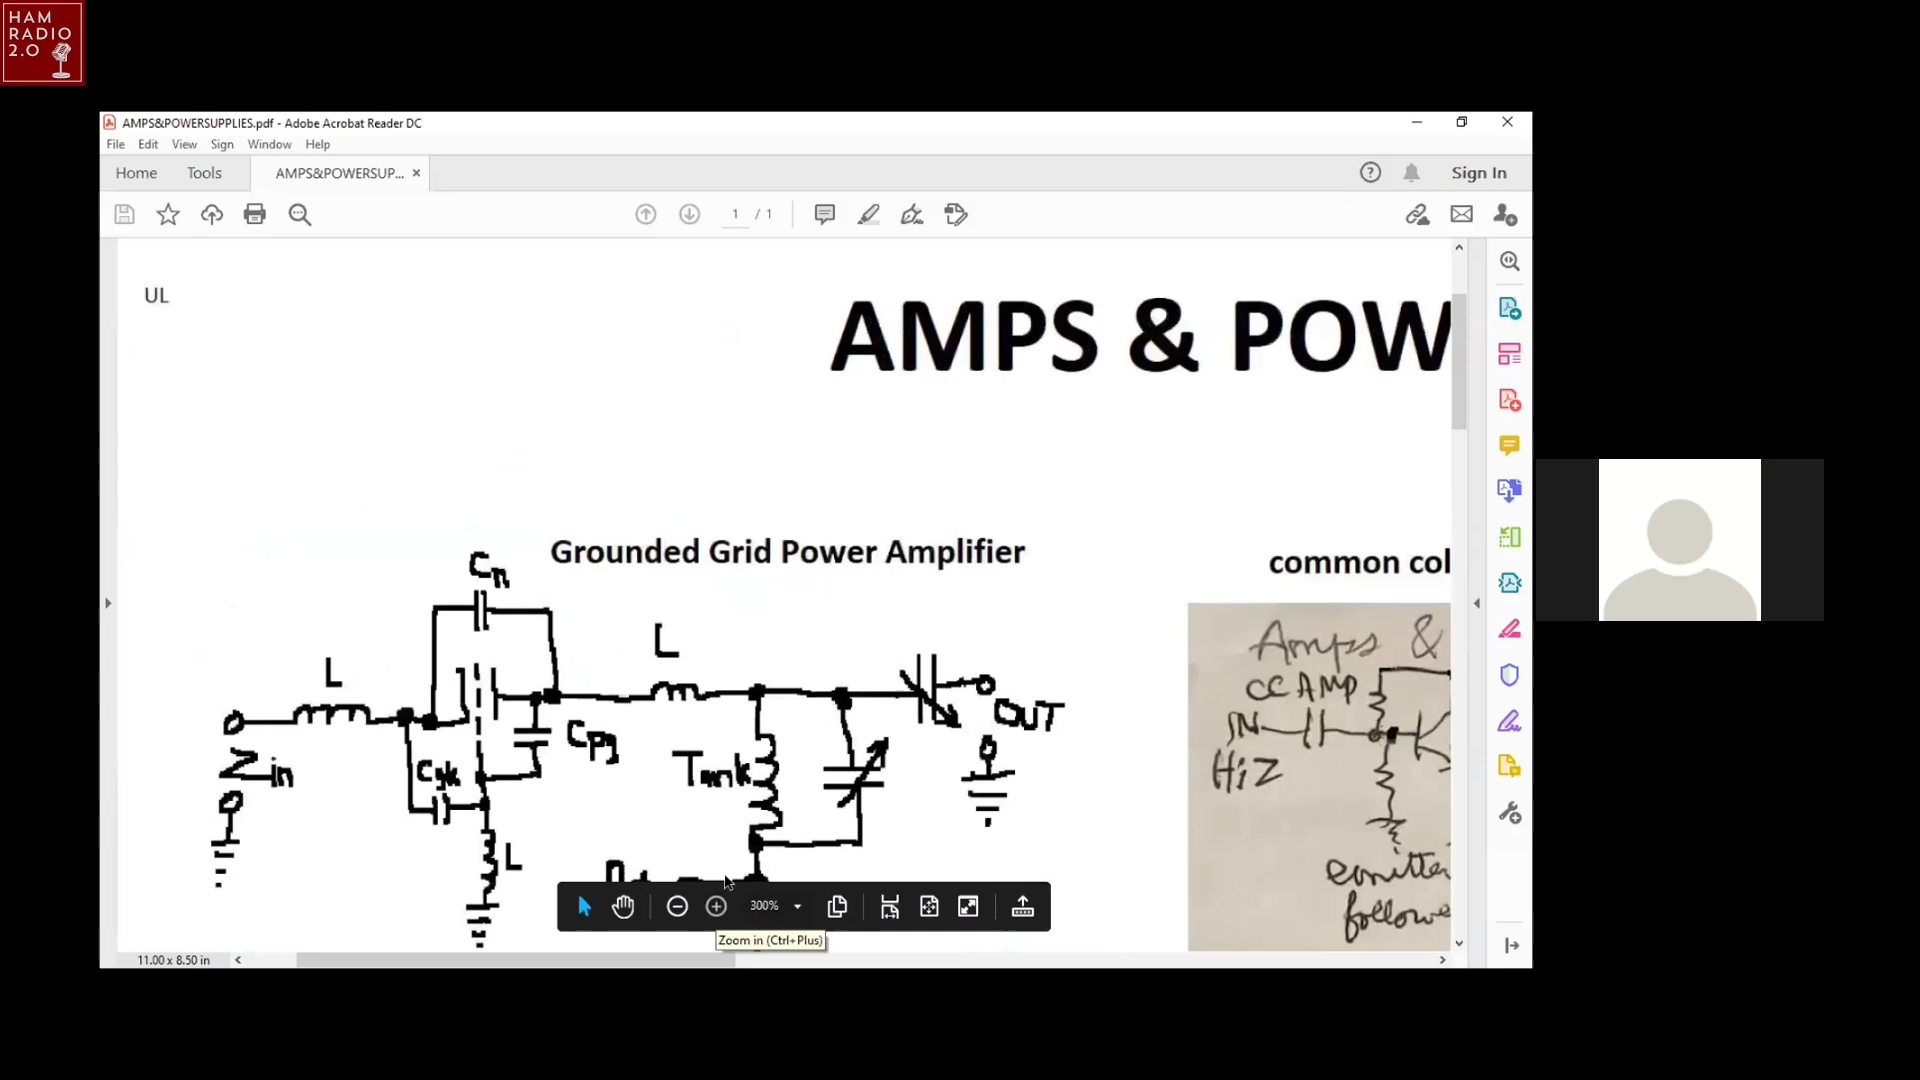 HAM
RADIO
2.0
AMPS&POWERSUPPLIES.pdf - Adobe Acrobat Reader DC
File Edit View Sign Window Help
Home Tools AMPS&POWERSUP... × Sign In
1 / 1
UL
AMPS & POW
Grounded Grid Power Amplifier
common col
Cn
L
L
Zin
Cgk
Cpg
Tank
OUT
L
Amps &
CC AMP
IN
HiZ
emitte
followe
300%
Zoom in (Ctrl+Plus)
11.00 x 8.50 in